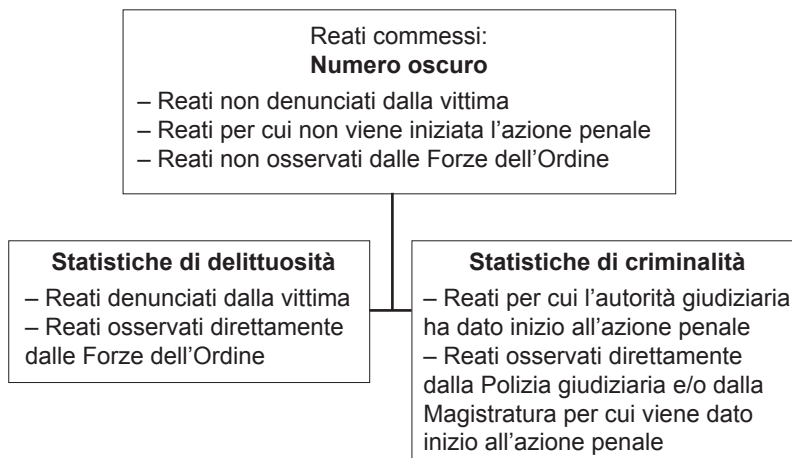 Reati commessi:
Numero oscuro
– Reati non denunciati dalla vittima
– Reati per cui non viene iniziata l’azione penale
– Reati non osservati dalle Forze dell’Ordine
Statistiche di delittuosità
– Reati denunciati dalla vittima
– Reati osservati direttamente
dalle Forze dell’Ordine
Statistiche di criminalità
– Reati per cui l’autorità giudiziaria
ha dato inizio all’azione penale
– Reati osservati direttamente
dalla Polizia giudiziaria e/o dalla
Magistratura per cui viene dato
inizio all’azione penale